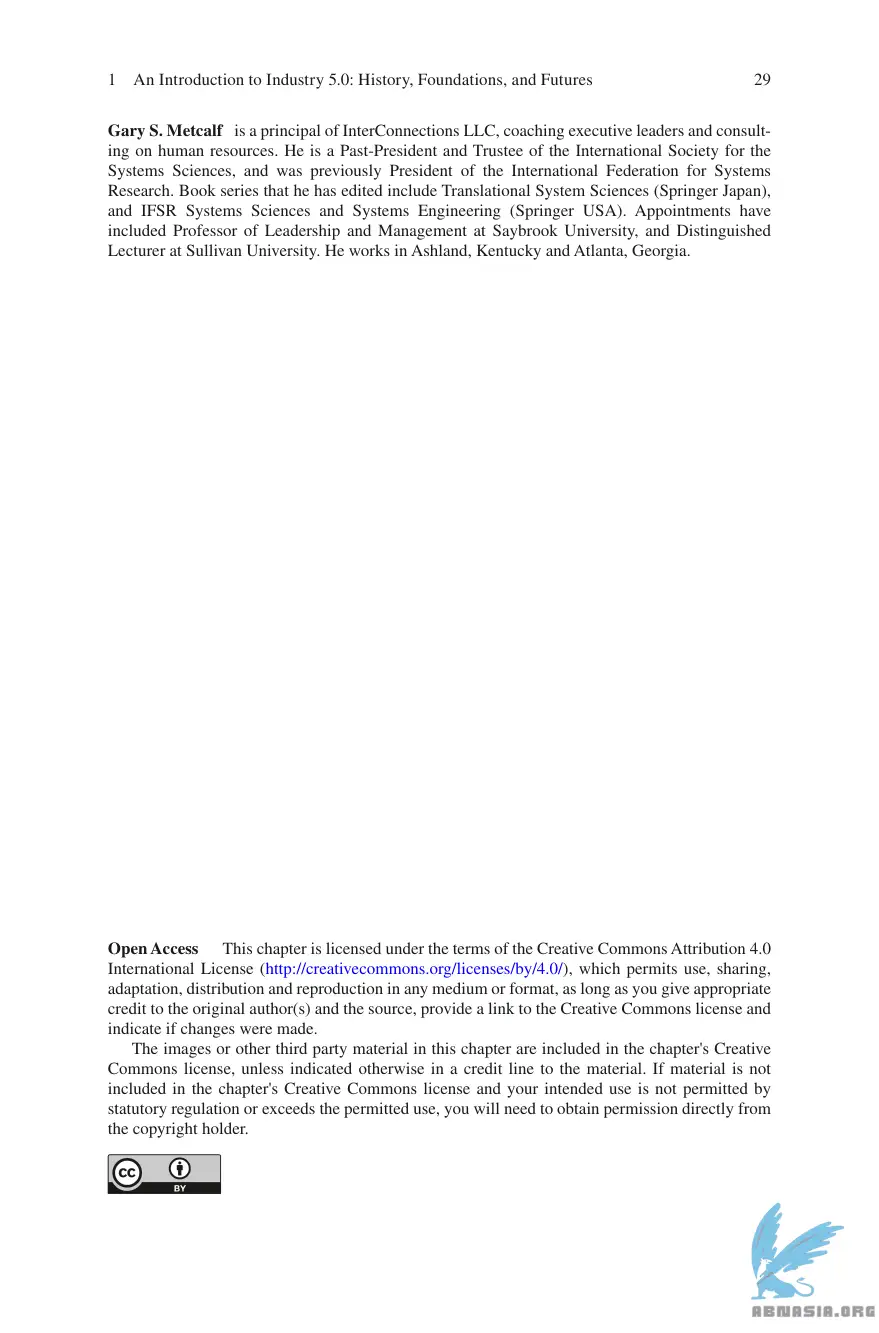 1 An Introduction to Industry 5.0: History, Foundations, and Futures 29
Gary S. Metcalf is a principal of InterConnections LLC, coaching executive leaders and consult-
ing on human resources. He is a Past-President and Trustee of the International Society for the
Systems Sciences, and was previously President of the International Federation for Systems
Research. Book series that he has edited include Translational System Sciences (Springer Japan),
and IFSR Systems Sciences and Systems Engineering (Springer USA). Appointments have
included Professor of Leadership and Management at Saybrook University, and Distinguished
Lecturer at Sullivan University. He works in Ashland, Kentucky and Atlanta, Georgia.
Open Access This chapter is licensed under the terms of the Creative Commons Attribution 4.0
International License (http://creativecommons.org/licenses/by/4.0/), which permits use, sharing,
adaptation, distribution and reproduction in any medium or format, as long as you give appropriate
credit to the original author(s) and the source, provide a link to the Creative Commons license and
indicate if changes were made.
The images or other third party material in this chapter are included in the chapter's Creative
Commons license, unless indicated otherwise in a credit line to the material. If material is not
included in the chapter's Creative Commons license and your intended use is not permitted by
statutory regulation or exceeds the permitted use, you will need to obtain permission directly from
the copyright holder.
cc
BY
ABNASIA.ORG